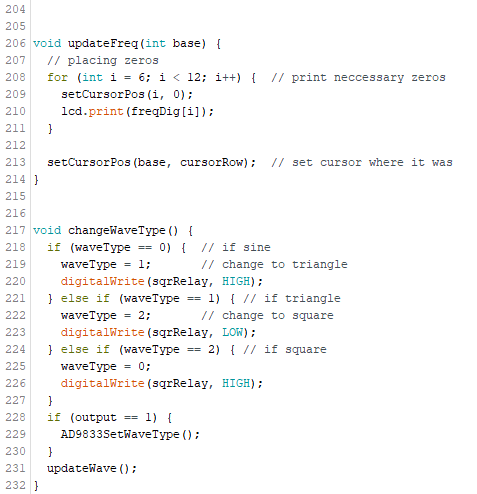 204
205
206 void updateFreq(int base) {
207   // placing zeros
208   for (int i = 6; i < 12; i++) {  // print neccessary zeros
209     setCursorPos(i, 0);
210     lcd.print(freqDig[i]);
211   }
212
213   setCursorPos(base, cursorRow);  // set cursor where it was
214 }
215
216
217 void changeWaveType() {
218   if (waveType == 0) {  // if sine
219     waveType = 1;       // change to triangle
220     digitalWrite(sqrRelay, HIGH);
221   } else if (waveType == 1) { // if triangle
222     waveType = 2;       // change to square
223     digitalWrite(sqrRelay, LOW);
224   } else if (waveType == 2) { // if square
225     waveType = 0;
226     digitalWrite(sqrRelay, HIGH);
227   }
228   if (output == 1) {
229     AD9833SetWaveType();
230   }
231   updateWave();
232 }